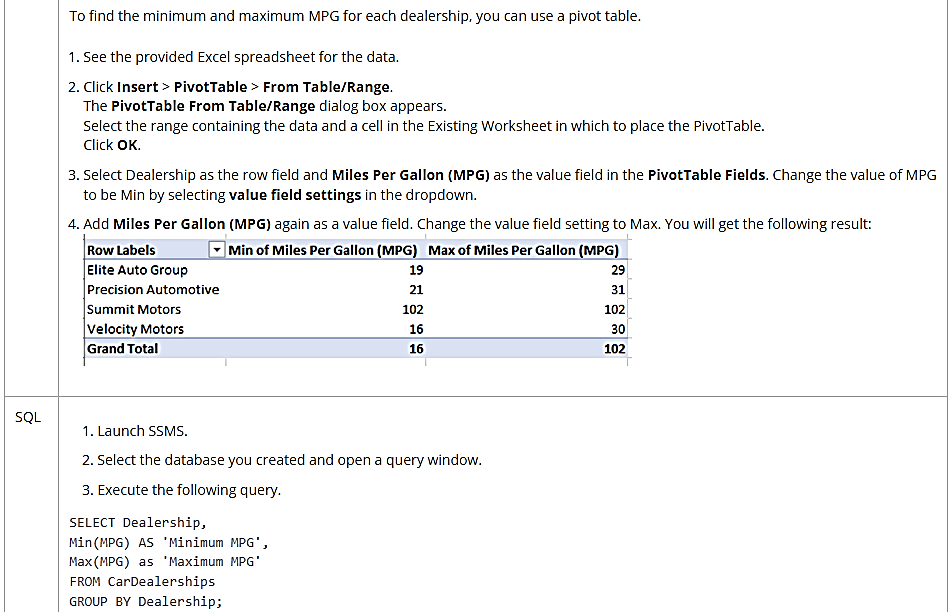 To find the minimum and maximum MPG for each dealership, you can use a pivot table.
1. See the provided Excel spreadsheet for the data.
2. Click Insert > PivotTable > From Table/Range.
The PivotTable From Table/Range dialog box appears.
Select the range containing the data and a cell in the Existing Worksheet in which to place the PivotTable.
Click OK.
3. Select Dealership as the row field and Miles Per Gallon (MPG) as the value field in the PivotTable Fields. Change the value of MPG
to be Min by selecting value field settings in the dropdown.
4. Add Miles Per Gallon (MPG) again as a value field. Change the value field setting to Max. You will get the following result:
Row Labels Min of Miles Per Gallon (MPG) Max of Miles Per Gallon (MPG)
Elite Auto Group 19 29
Precision Automotive 21 31
Summit Motors 102 102
Velocity Motors 16 30
Grand Total 16 102
SQL
1. Launch SSMS.
2. Select the database you created and open a query window.
3. Execute the following query.
SELECT Dealership,
Min(MPG) AS 'Minimum MPG',
Max(MPG) as 'Maximum MPG'
FROM CarDealerships
GROUP BY Dealership;